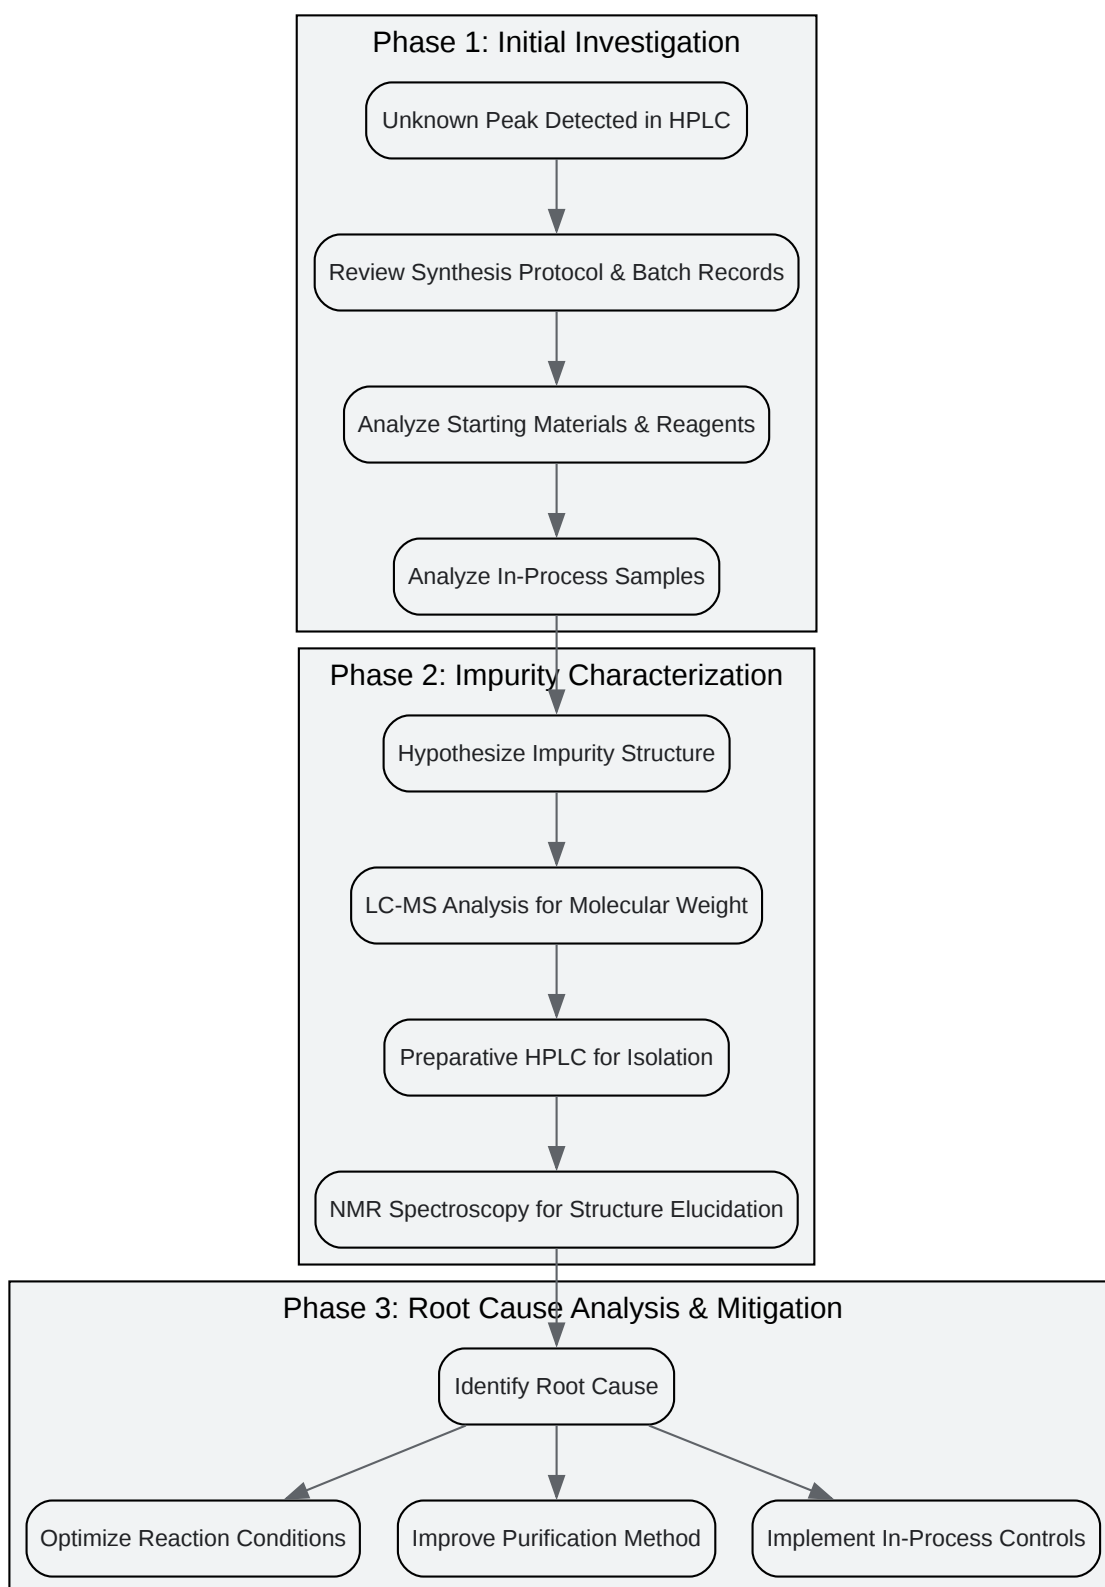 Phase 1: Initial Investigation
Unknown Peak Detected in HPLC
Review Synthesis Protocol & Batch Records
Analyze Starting Materials & Reagents
Analyze In-Process Samples
Phase 2: Impurity Characterization
Hypothesize Impurity Structure
LC-MS Analysis for Molecular Weight
Preparative HPLC for Isolation
NMR Spectroscopy for Structure Elucidation
Phase 3: Root Cause Analysis & Mitigation
Identify Root Cause
Optimize Reaction Conditions
Improve Purification Method
Implement In-Process Controls